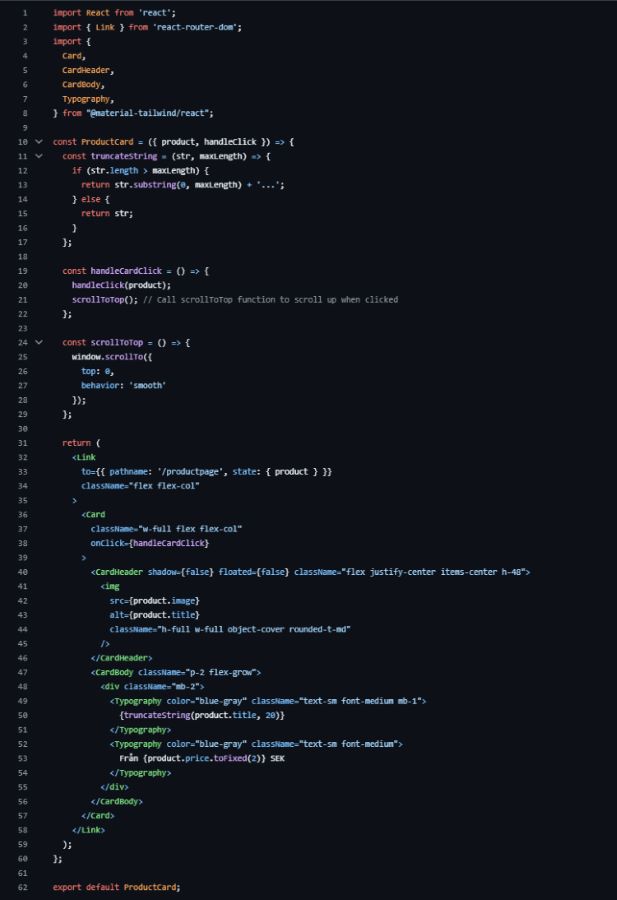 1 import React from 'react';
2 import { Link } from 'react-router-dom';
3 import {
4   Card,
5   CardHeader,
6   CardBody,
7   Typography,
8 } from "@material-tailwind/react";
9
10 const ProductCard = ({ product, handleClick }) => {
11   const truncateString = (str, maxLength) => {
12     if (str.length > maxLength) {
13       return str.substring(0, maxLength) + '...';
14     } else {
15       return str;
16     }
17   };
18
19   const handleCardClick = () => {
20     handleClick(product);
21     scrollToTop(); // Call scrollToTop function to scroll up when clicked
22   };
23
24   const scrollToTop = () => {
25     window.scrollTo({
26       top: 0,
27       behavior: 'smooth'
28     });
29   };
30
31   return (
32     <Link
33       to={{ pathname: '/productpage', state: { product } }}
34       className="flex flex-col"
35     >
36       <Card
37         className="w-full flex flex-col"
38         onClick={handleCardClick}
39       >
40         <CardHeader shadow={false} floated={false} className="flex justify-center items-center h-48">
41           <img
42             src={product.image}
43             alt={product.title}
44             className="h-full w-full object-cover rounded-t-md"
45           />
46         </CardHeader>
47         <CardBody className="p-2 flex-grow">
48           <div className="mb-2">
49             <Typography color="blue-gray" className="text-sm font-medium mb-1">
50               {truncateString(product.title, 20)}
51             </Typography>
52             <Typography color="blue-gray" className="text-sm font-medium">
53               Från {product.price.toFixed(2)} SEK
54             </Typography>
55           </div>
56         </CardBody>
57       </Card>
58     </Link>
59   );
60 };
61
62 export default ProductCard;